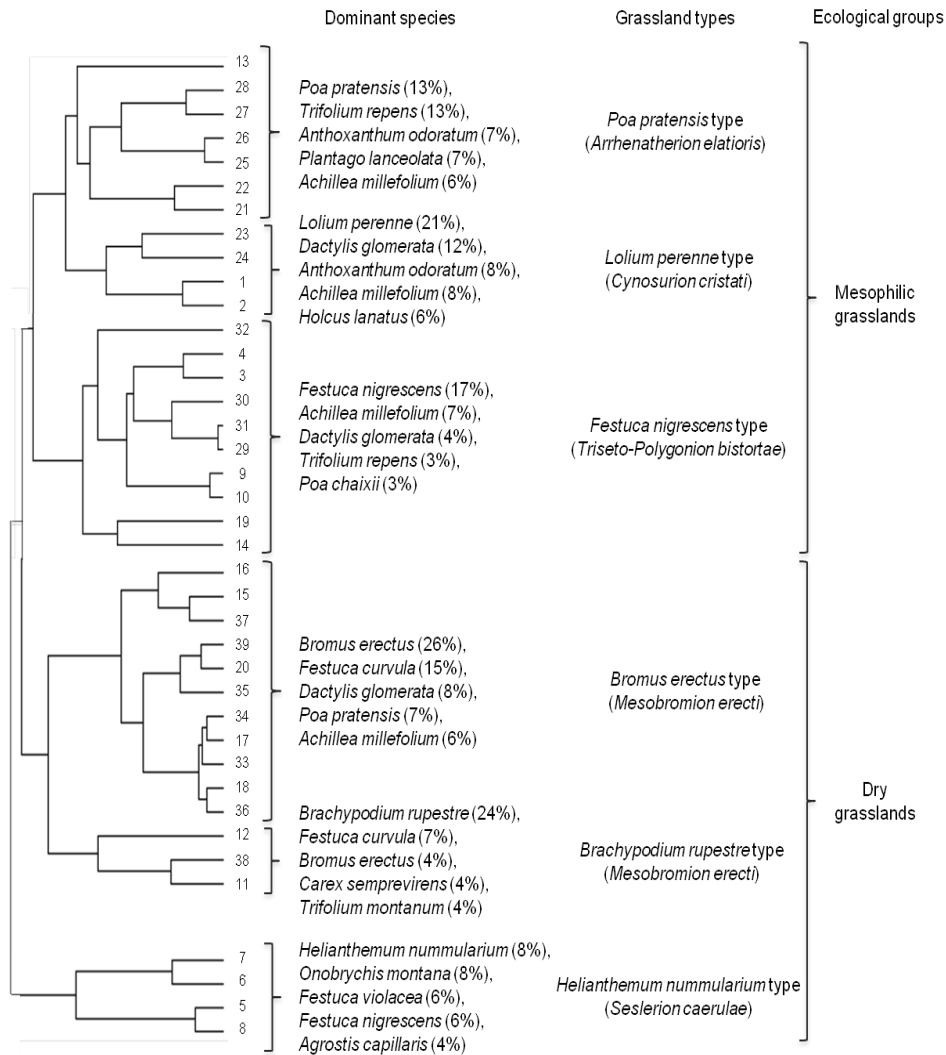 Dominant species
Grassland types
Ecological groups
13
28
27
26
25
22
21
Poa pratensis (13%),
Trifolium repens (13%),
Anthoxanthum odoratum (7%),
Plantago lanceolata (7%),
Achillea millefolium (6%)
Poa pratensis type
(Arrhenatherion elatioris)
23
24
1
2
Lolium perenne (21%),
Dactylis glomerata (12%),
Anthoxanthum odoratum (8%),
Achillea millefolium (8%),
Holcus lanatus (6%)
Lolium perenne type
(Cynosurion cristati)
Mesophilic
grasslands
32
4
3
30
31
29
9
10
19
14
Festuca nigrescens (17%),
Achillea millefolium (7%),
Dactylis glomerata (4%),
Trifolium repens (3%),
Poa chaixii (3%)
Festuca nigrescens type
(Triseto-Polygonion bistortae)
16
15
37
39
20
35
34
17
33
18
36
Bromus erectus (26%),
Festuca curvula (15%),
Dactylis glomerata (8%),
Poa pratensis (7%),
Achillea millefolium (6%)
Bromus erectus type
(Mesobromion erecti)
Dry
grasslands
12
38
11
Brachypodium rupestre (24%),
Festuca curvula (7%),
Bromus erectus (4%),
Carex semprevirens (4%),
Trifolium montanum (4%)
Brachypodium rupestre type
(Mesobromion erecti)
7
6
5
8
Helianthemum nummularium (8%),
Onobrychis montana (8%),
Festuca violacea (6%),
Festuca nigrescens (6%),
Agrostis capillaris (4%)
Helianthemum nummularium type
(Seslerion caerulae)